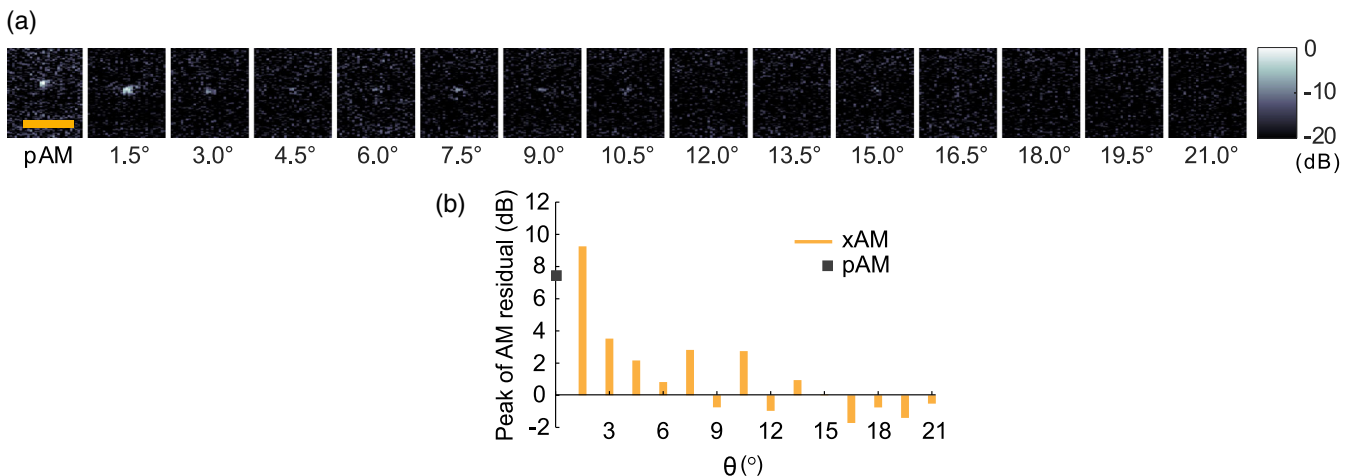 (a)
0
-10
-20
(dB)
pAM 1.5° 3.0° 4.5° 6.0° 7.5° 9.0° 10.5° 12.0° 13.5° 15.0° 16.5° 18.0° 19.5° 21.0°
(b)
Peak of AM residual (dB)
12
10
8
6
4
2
0
-2
xAM
pAM
3 6 9 12 15 18 21
θ (°)